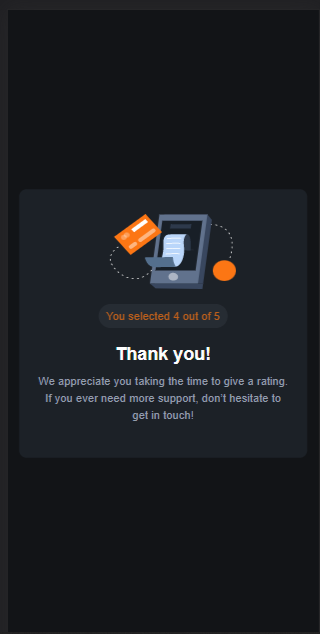 You selected 4 out of 5
Thank you!
We appreciate you taking the time to give a rating.
If you ever need more support, don't hesitate to
get in touch!